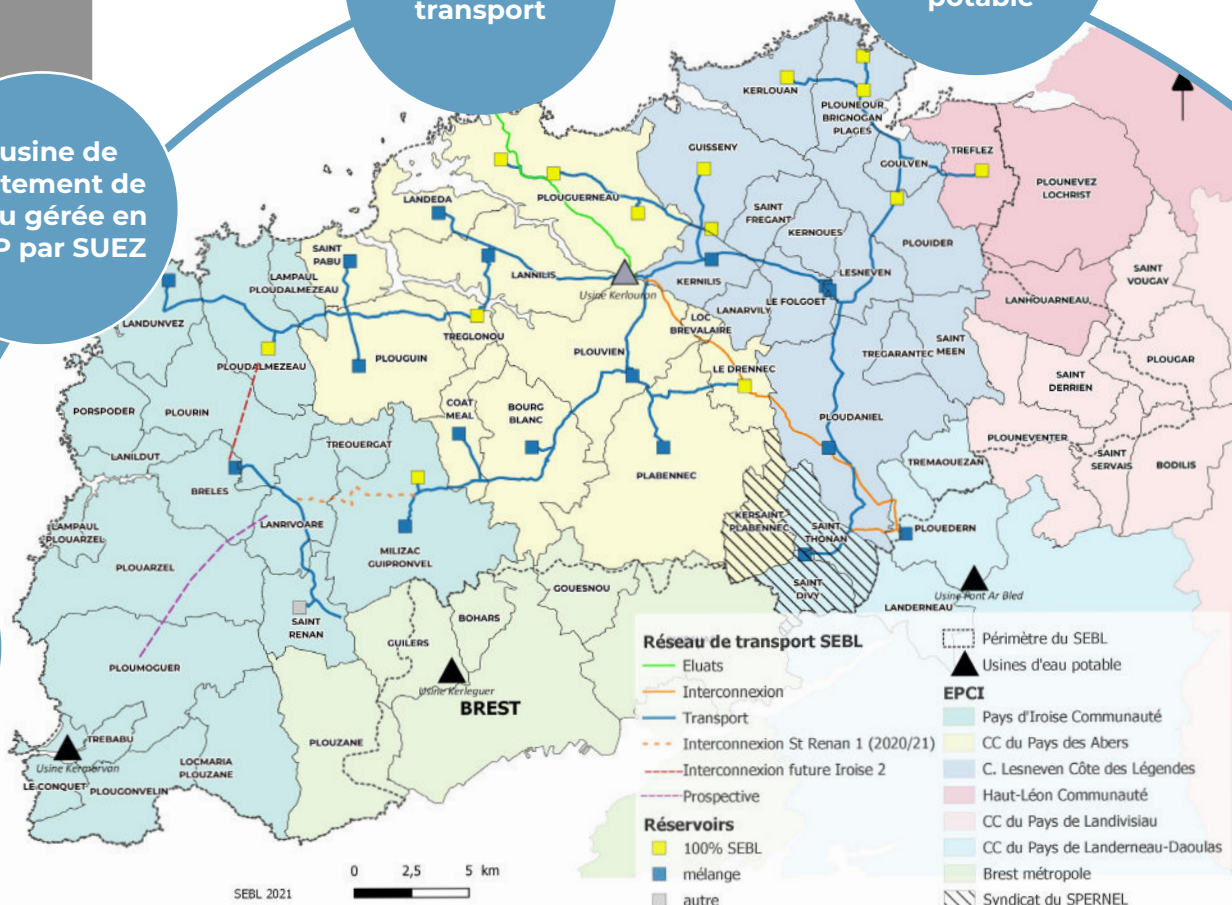 transport
potable
usine de
tement de
u gérée en
P par SUEZ
KERLOUAN
PLOUNEOUR
BRIGNOGAN
PLAGES
GUISSENY
TREFLEZ
GOULVEN
PLOUNEVEZ
LOCHRIST
PLOUGUERNEAU
LANDEDA
SAINT
FREGANT
KERNOUES
PLOUIDER
SAINT
PABU
LAMPAUL
PLOUDALMEZEAU
LANNILIS
KERNILIS
LESNEVEN
SAINT
VOUGAY
Usine Kerlouron
LE FOLGOET
LANHOUARNEAU
LANDUNVEZ
LANARVILY
LOC
BREVALAIRE
TREGLONOU
PLOUVIEN
PLOUGUIN
TREGARANTEC
SAINT
MEEN
PLOUGAR
PLOUDALMEZEAU
LE DRENNEC
SAINT
DERRIEN
PORSPODER
PLOURIN
COAT
MEAL
BOURG
BLANC
PLOUDANIEL
PLOUNEVENTER
TREOUERGAT
LANILDUT
SAINT
SERVAIS
BODILIS
TREMAOUEZAN
PLABENNEC
BRELES
LANRIVOARE
KERSAINT
PLABENNEC
SAINT
THONAN
PLOUEDERN
LAMPAUL
PLOUARZEL
MILIZAC
GUIPRONVEL
PLOUARZEL
GOUESNOU
SAINT
DIVY
Usine Pont Ar Bled
LANDERNEAU
BOHARS
SAINT
RENAN
GUILERS
PLOUMOGUER
Usine Kerleguer
BREST
PLOUZANE
TREBABU
Usine Kermorvan
LOCMARIA
PLOUZANE
LE CONQUET
PLOUGONVELIN
Réseau de transport SEBL
Eluats
Interconnexion
Transport
Interconnexion St Renan 1 (2020/21)
Interconnexion future Iroise 2
Prospective
Réservoirs
100% SEBL
mélange
autre
Périmètre du SEBL
Usines d'eau potable
EPCI
Pays d'Iroise Communauté
CC du Pays des Abers
C. Lesneven Côte des Légendes
Haut-Léon Communauté
CC du Pays de Landivisiau
CC du Pays de Landerneau-Daoulas
Brest métropole
Syndicat du SPERNEL
0 2,5 5 km
SEBL 2021